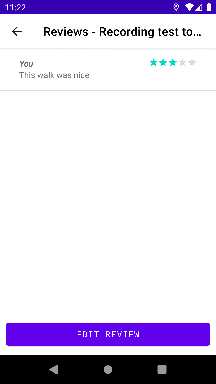 11:22
Reviews - Recording test to...
You
This walk was nice
EDIT REVIEW